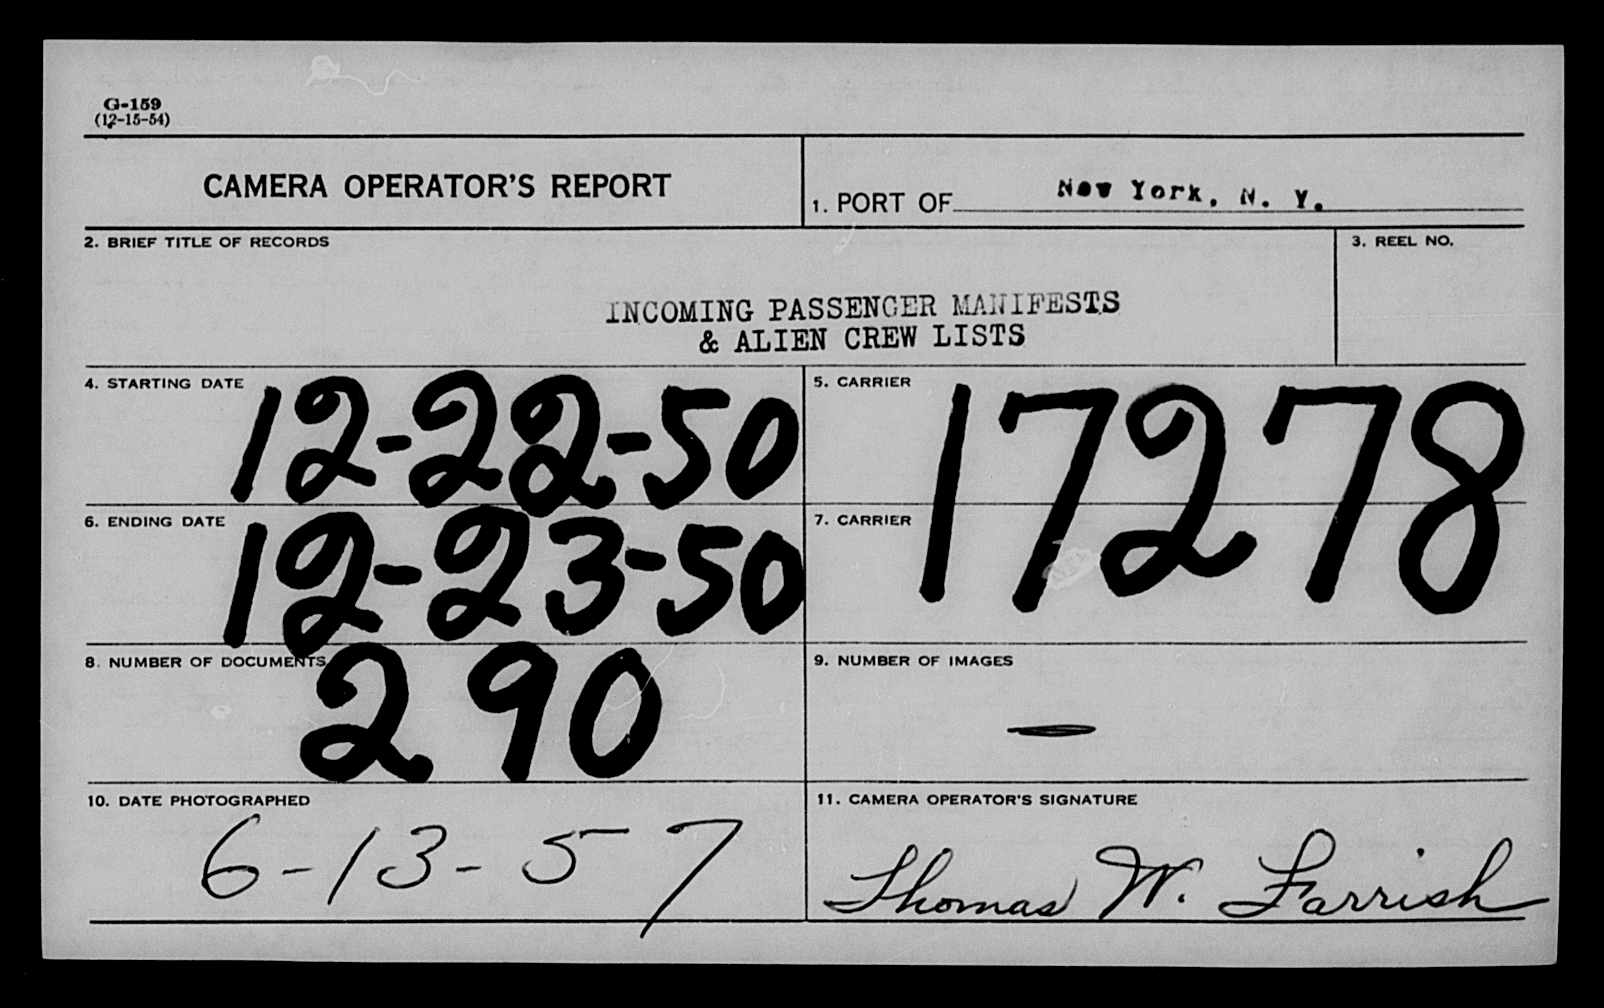 G-159
(12-15-54)
CAMERA OPERATOR'S REPORT
1. PORT OF New York, N. Y.
2. BRIEF TITLE OF RECORDS
3. REEL NO.
INCOMING PASSENGER MANIFESTS
& ALIEN CREW LISTS
4. STARTING DATE 12-22-50
5. CARRIER
17278
6. ENDING DATE 12-23-50
7. CARRIER
8. NUMBER OF DOCUMENTS 290
9. NUMBER OF IMAGES
—
10. DATE PHOTOGRAPHED
6-13-57
11. CAMERA OPERATOR'S SIGNATURE
Thomas W. Farrish